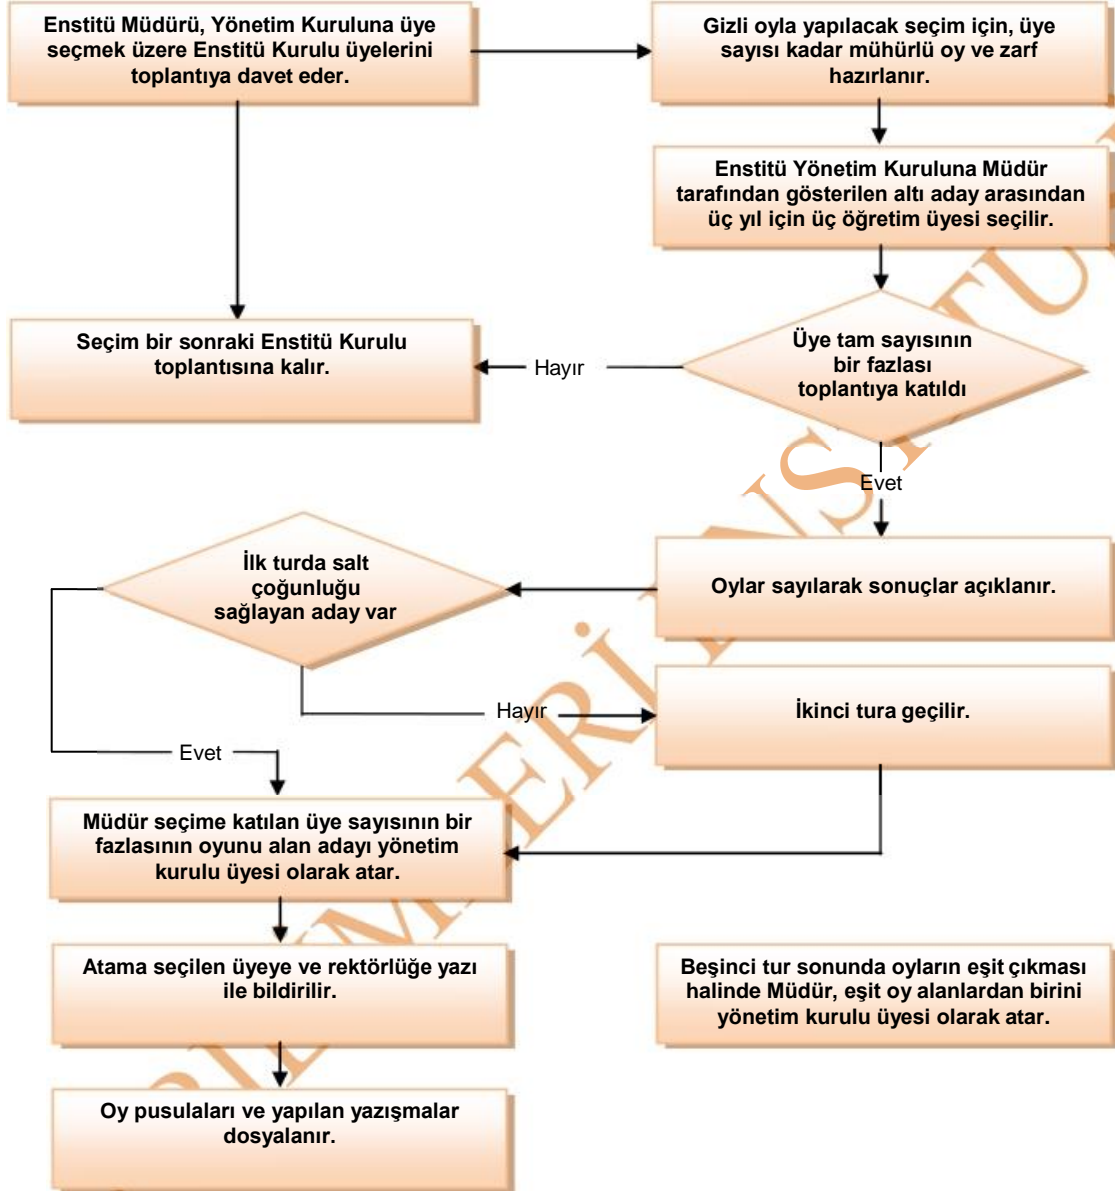 Enstitü Müdürü, Yönetim Kuruluna üye
seçmek üzere Enstitü Kurulu üyelerini
toplantıya davet eder.
Gizli oyla yapılacak seçim için, üye
sayısı kadar mühürlü oy ve zarf
hazırlanır.
Enstitü Yönetim Kuruluna Müdür
tarafından gösterilen altı aday arasından
üç yıl için üç öğretim üyesi seçilir.
Seçim bir sonraki Enstitü Kurulu
toplantısına kalır.
Hayır
Üye tam sayısının
bir fazlası
toplantıya katıldı
Evet
İlk turda salt
çoğunluğu
sağlayan aday var
Oylar sayılarak sonuçlar açıklanır.
Hayır
İkinci tura geçilir.
Evet
Müdür seçime katılan üye sayısının bir
fazlasının oyunu alan adayı yönetim
kurulu üyesi olarak atar.
Atama seçilen üyeye ve rektörlüğe yazı
ile bildirilir.
Beşinci tur sonunda oyların eşit çıkması
halinde Müdür, eşit oy alanlardan birini
yönetim kurulu üyesi olarak atar.
Oy pusulaları ve yapılan yazışmalar
dosyalanır.